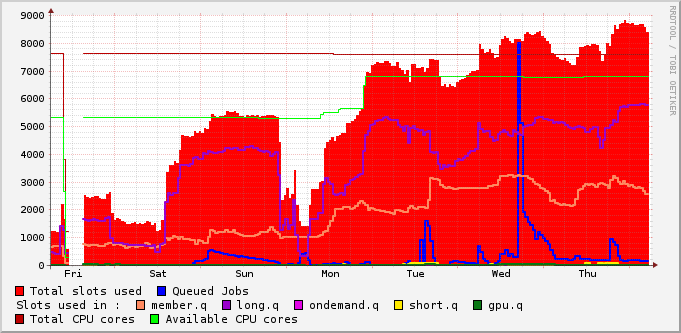 9000
8000
7000
6000
5000
4000
3000
2000
1000
0
Fri Sat Sun Mon Tue Wed Thu
RRDTOOL / TOBI OETIKER
Total slots used Queued Jobs
Slots used in : member.q long.q ondemand.q short.q gpu.q
Total CPU cores Available CPU cores